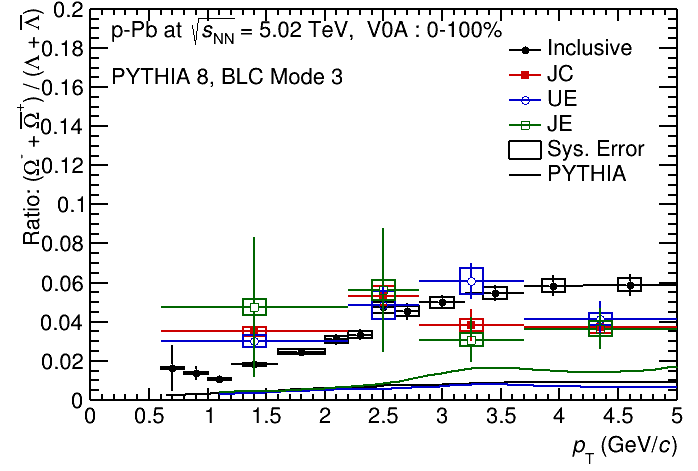 p-Pb at √s_NN = 5.02 TeV, V0A : 0-100%
PYTHIA 8, BLC Mode 3
Inclusive
JC
UE
JE
Sys. Error
PYTHIA
Ratio: (Ω⁻ + Ω̅⁺) / (Λ + Λ̅)
0.2
0.18
0.16
0.14
0.12
0.1
0.08
0.06
0.04
0.02
0
0 0.5 1 1.5 2 2.5 3 3.5 4 4.5 5
p_T (GeV/c)